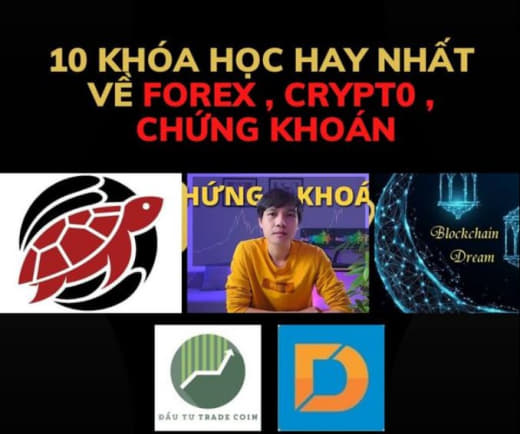 10 KHÓA HỌC HAY NHẤT
VỀ FOREX , CRYPT0 ,
CHỨNG KHOÁN
HỨNG KHOÁ
Blockchain
Dream
ĐẦU TƯ TRADE COIN